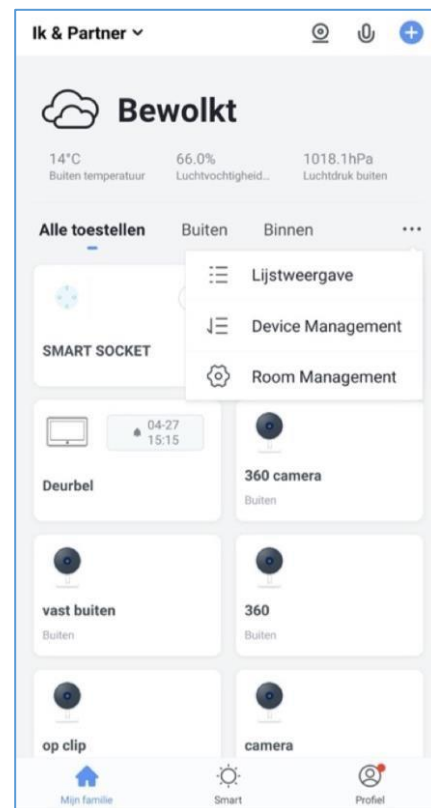 Ik & Partner
Bewolkt
14°C 66.0% 1018.1hPa
Buiten temperatuur Luchtvochtigheid... Luchtdruk buiten
Alle toestellen Buiten Binnen
Lijstweergave
Device Management
Room Management
SMART SOCKET
04-27
15:15
Deurbel
360 camera
Buiten
vast buiten
Buiten
360
Buiten
op clip
camera
Mijn familie Smart Profiel